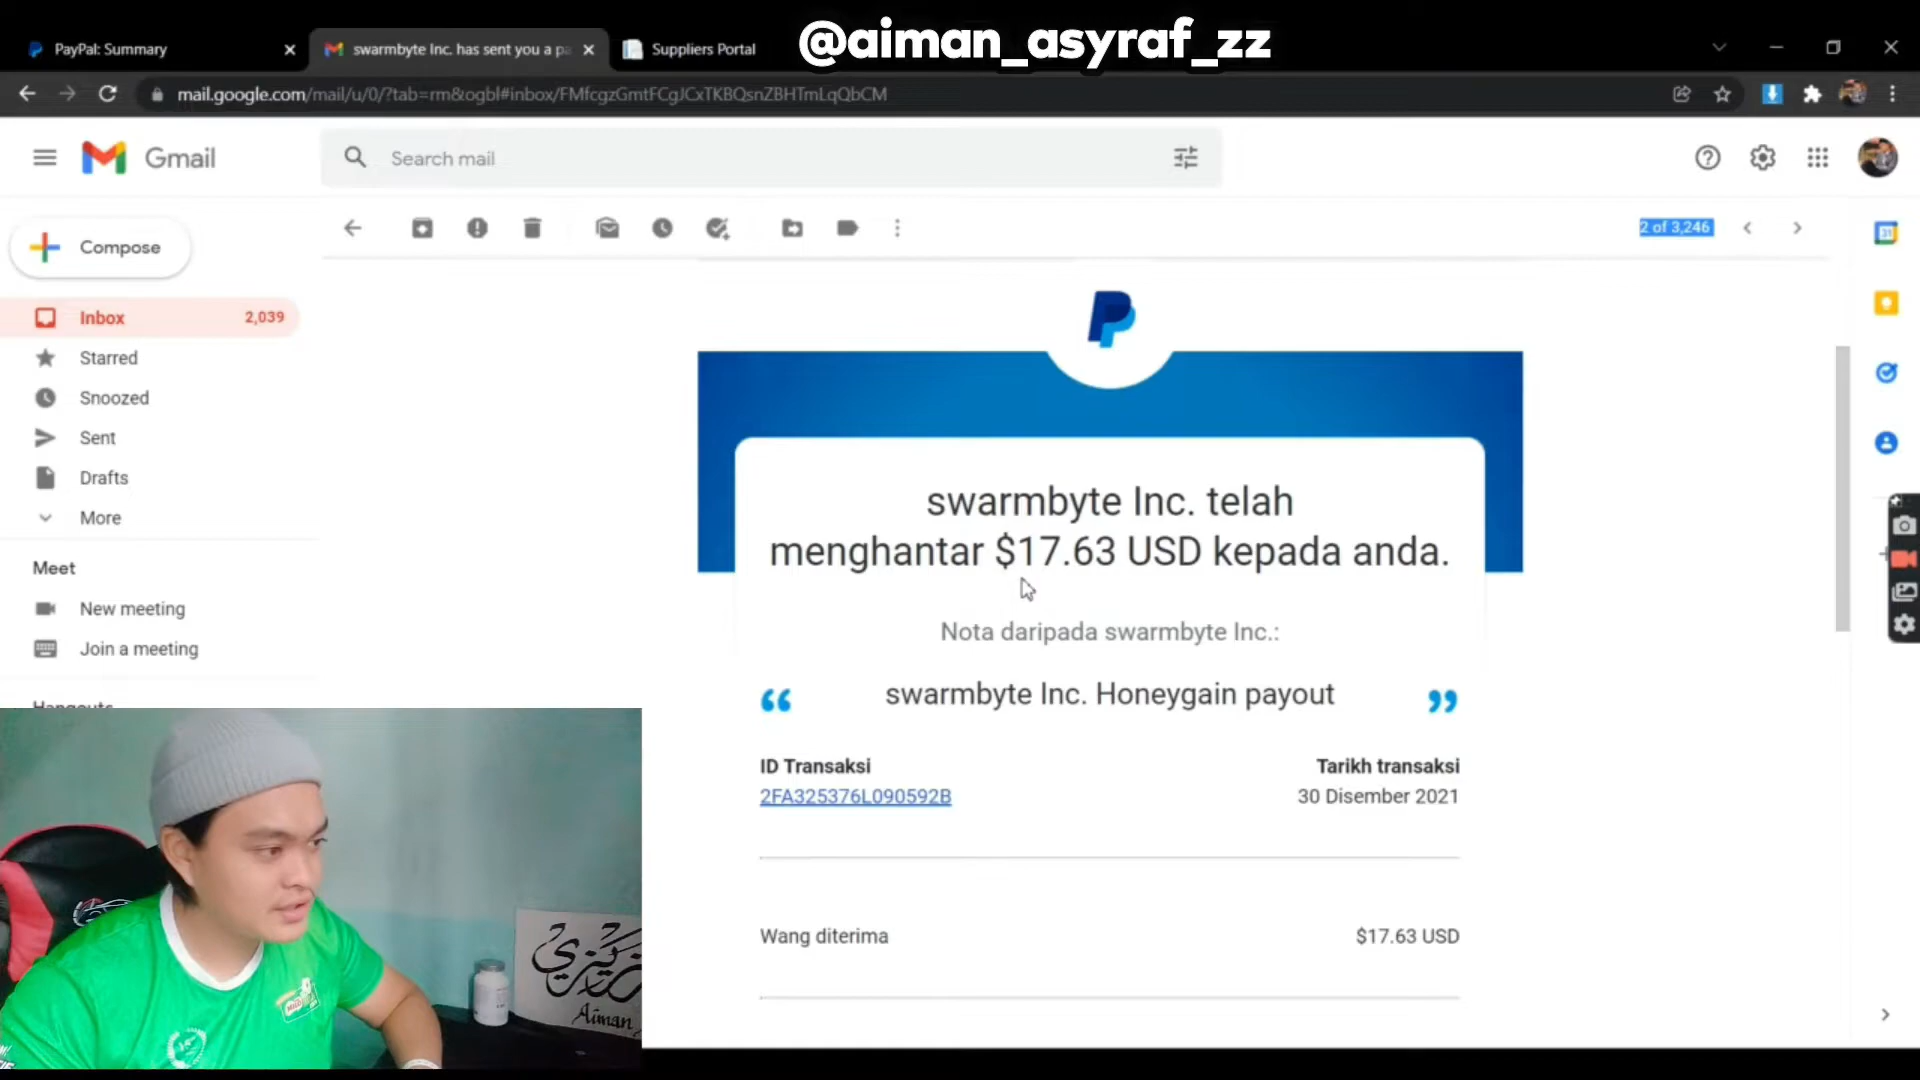 @aiman_asyraf_zz
PayPal: Summary
swarmbyte Inc. has sent you a pa
Suppliers Portal
mail.google.com/mail/u/0/?tab=rm&ogbl#inbox/FMfcgzGmtFCgJCxTKBQsnZBHTmLqQbCM
Gmail
Search mail
Compose
2 of 3,246
Inbox 2,039
Starred
Snoozed
Sent
Drafts
More
Meet
New meeting
Join a meeting
Hangouts
swarmbyte Inc. telah
menghantar $17.63 USD kepada anda.
Nota daripada swarmbyte Inc.:
“ swarmbyte Inc. Honeygain payout ”
ID Transaksi Tarikh transaksi
2FA325376L090592B 30 Disember 2021
Wang diterima $17.63 USD
Aiman